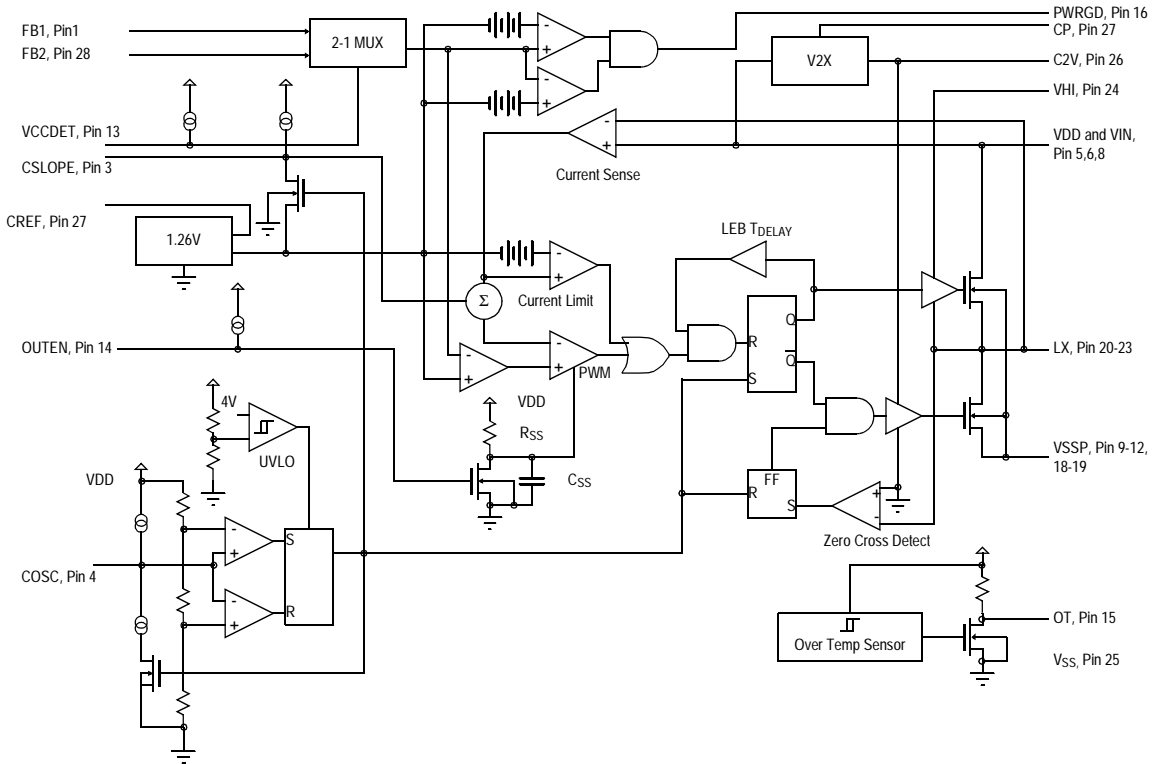 FB1, Pin1
FB2, Pin 28
2-1 MUX
PWRGD, Pin 16
CP, Pin 27
V2X
C2V, Pin 26
VHI, Pin 24
VCCDET, Pin 13
CSLOPE, Pin 3
-
+
-
+
-
+
Current Sense
VDD and VIN,
Pin 5,6,8
CREF, Pin 27
1.26V
LEB TDELAY
-
+
Current Limit
Σ
OUTEN, Pin 14
-
+
-
+
PWM
R
S
Q
Q
LX, Pin 20-23
4V
UVLO
VDD
RSS
CSS
VDD
FF
R
S
+
-
Zero Cross Detect
VSSP, Pin 9-12,
18-19
COSC, Pin 4
-
+
-
+
S
R
Over Temp Sensor
OT, Pin 15
VSS, Pin 25